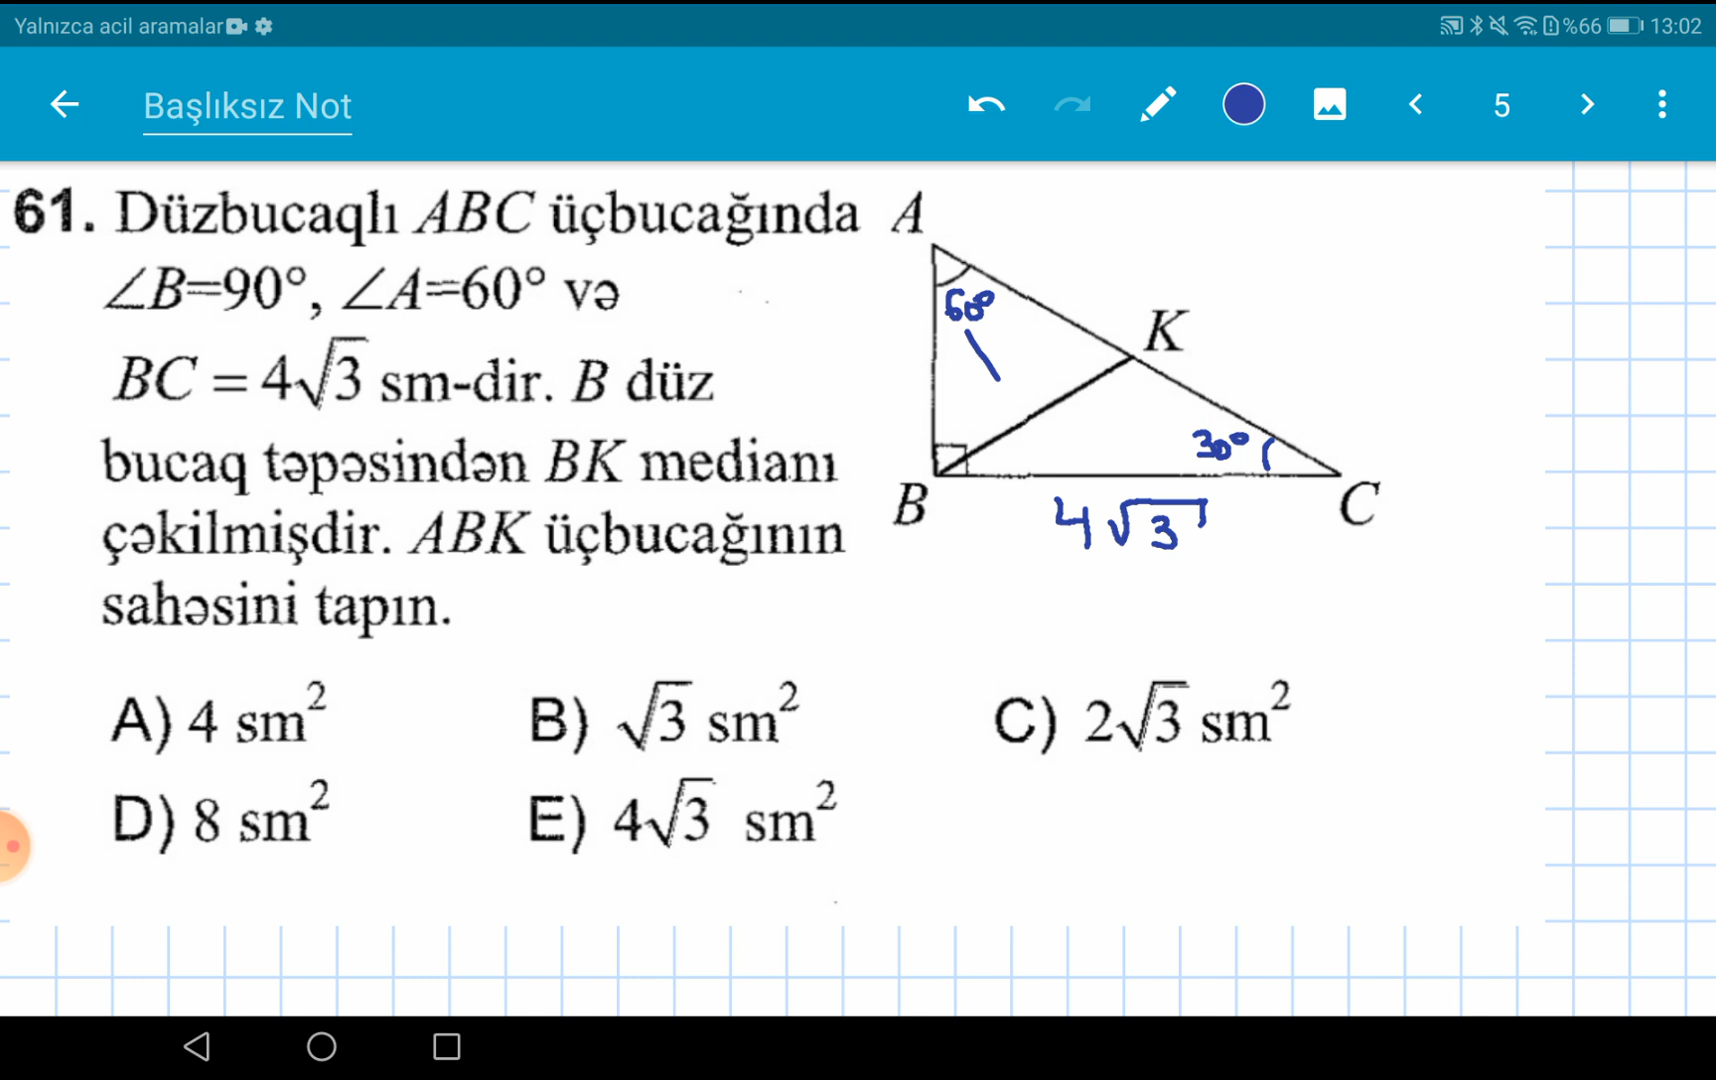 Yalnızca acil aramalar %66 13:02
Başlıksız Not 5
61. Düzbucaqlı ABC üçbucağında
∠B=90°, ∠A=60° və
BC = 4√3 sm-dir. B düz
bucaq təpəsindən BK medianı
çəkilmişdir. ABK üçbucağının
sahəsini tapın.
A
60°
K
30°
B
C
4√3
A) 4 sm² B) √3 sm² C) 2√3 sm²
D) 8 sm² E) 4√3 sm²